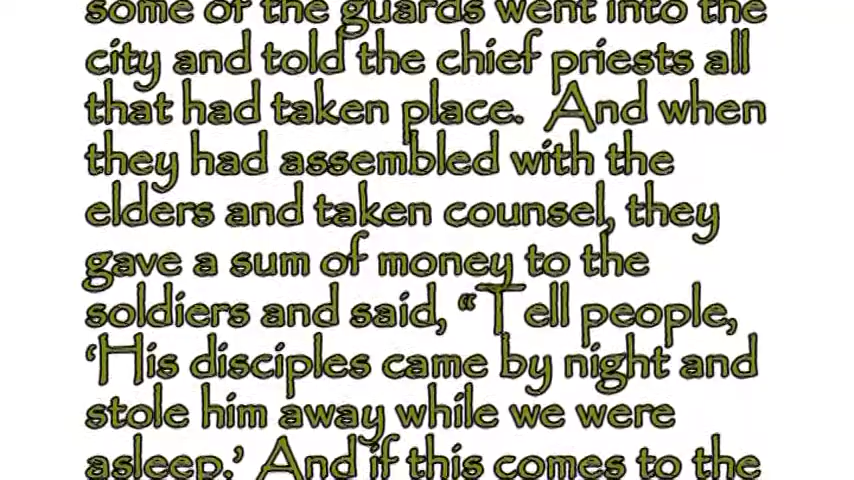 some of the guards went into the
city and told the chief priests all
that had taken place. And when
they had assembled with the
elders and taken counsel, they
gave a sum of money to the
soldiers and said, “Tell people,
‘His disciples came by night and
stole him away while we were
asleep.’ And if this comes to the